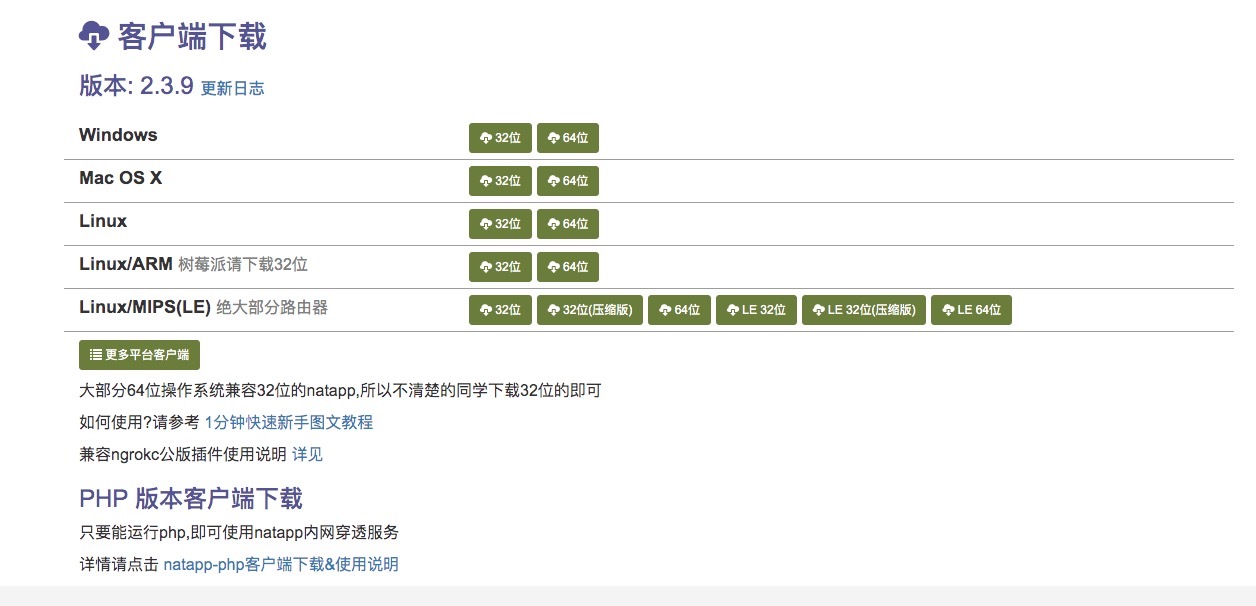 客户端下载
版本: 2.3.9 更新日志
Windows 32位 64位
Mac OS X 32位 64位
Linux 32位 64位
Linux/ARM 树莓派请下载32位 32位 64位
Linux/MIPS(LE) 绝大部分路由器 32位 32位(压缩版) 64位 LE 32位 LE 32位(压缩版) LE 64位
更多平台客户端
大部分64位操作系统兼容32位的natapp,所以不清楚的同学下载32位的即可
如何使用?请参考 1分钟快速新手图文教程
兼容ngrokc公版插件使用说明 详见
PHP 版本客户端下载
只要能运行php,即可使用natapp内网穿透服务
详情请点击 natapp-php客户端下载&使用说明